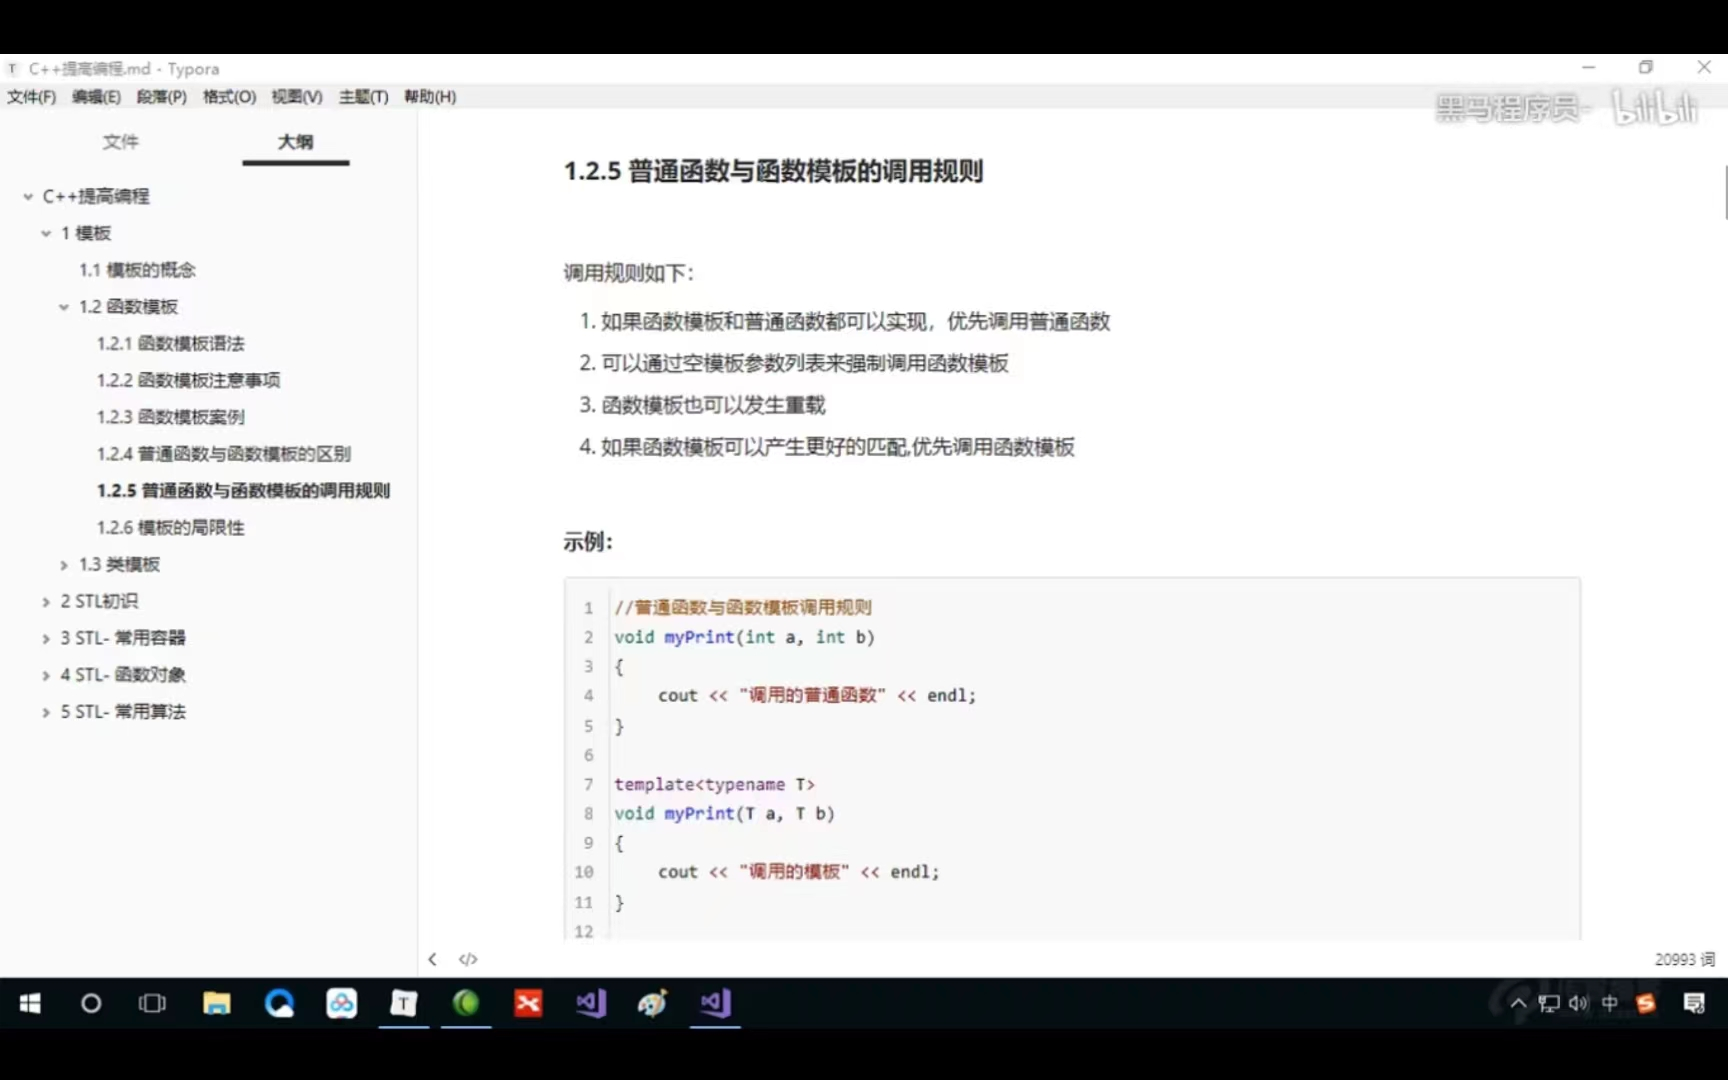 C++提高编程.md - Typora
文件(F) 编辑(E) 段落(P) 格式(O) 视图(V) 主题(T) 帮助(H)
黑马程序员- bilibili
文件 大纲
C++提高编程
1 模板
1.1 模板的概念
1.2 函数模板
1.2.1 函数模板语法
1.2.2 函数模板注意事项
1.2.3 函数模板案例
1.2.4 普通函数与函数模板的区别
1.2.5 普通函数与函数模板的调用规则
1.2.6 模板的局限性
1.3 类模板
2 STL初识
3 STL- 常用容器
4 STL- 函数对象
5 STL- 常用算法
1.2.5 普通函数与函数模板的调用规则
调用规则如下：
1. 如果函数模板和普通函数都可以实现，优先调用普通函数
2. 可以通过空模板参数列表来强制调用函数模板
3. 函数模板也可以发生重载
4. 如果函数模板可以产生更好的匹配,优先调用函数模板
示例：
1 //普通函数与函数模板调用规则
2 void myPrint(int a, int b)
3 {
4 cout << "调用的普通函数" << endl;
5 }
6
7 template<typename T>
8 void myPrint(T a, T b)
9 {
10 cout << "调用的模板" << endl;
11 }
12
20993 词
T
中